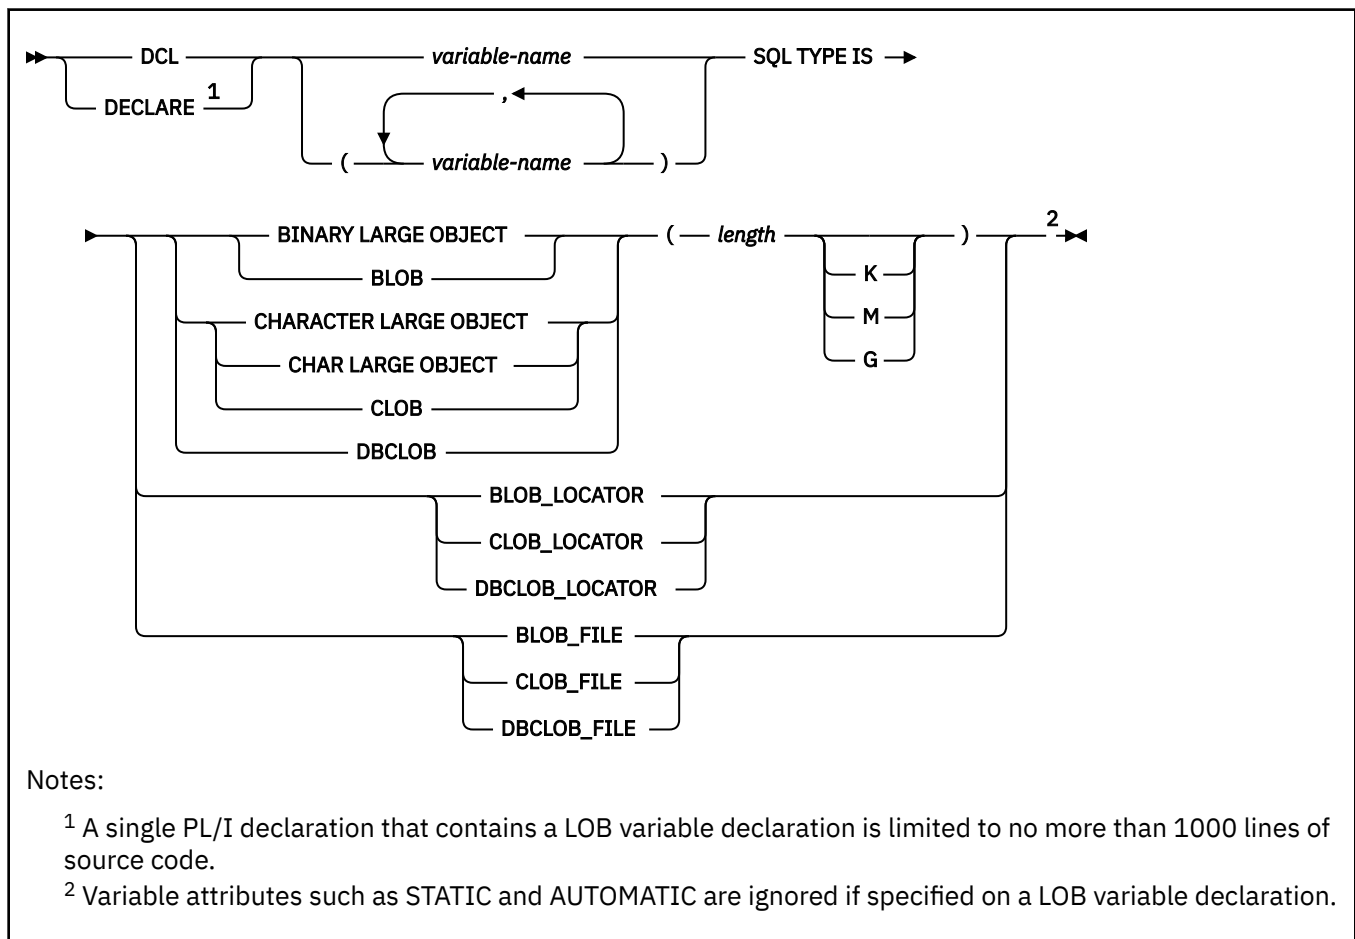 DCL variable-name SQL TYPE IS
DECLARE 1
,
( variable-name )
BINARY LARGE OBJECT ( length ) 2
BLOB K
CHARACTER LARGE OBJECT M
CHAR LARGE OBJECT G
CLOB
DBCLOB
BLOB_LOCATOR
CLOB_LOCATOR
DBCLOB_LOCATOR
BLOB_FILE
CLOB_FILE
DBCLOB_FILE
Notes:
1 A single PL/I declaration that contains a LOB variable declaration is limited to no more than 1000 lines of
source code.
2 Variable attributes such as STATIC and AUTOMATIC are ignored if specified on a LOB variable declaration.